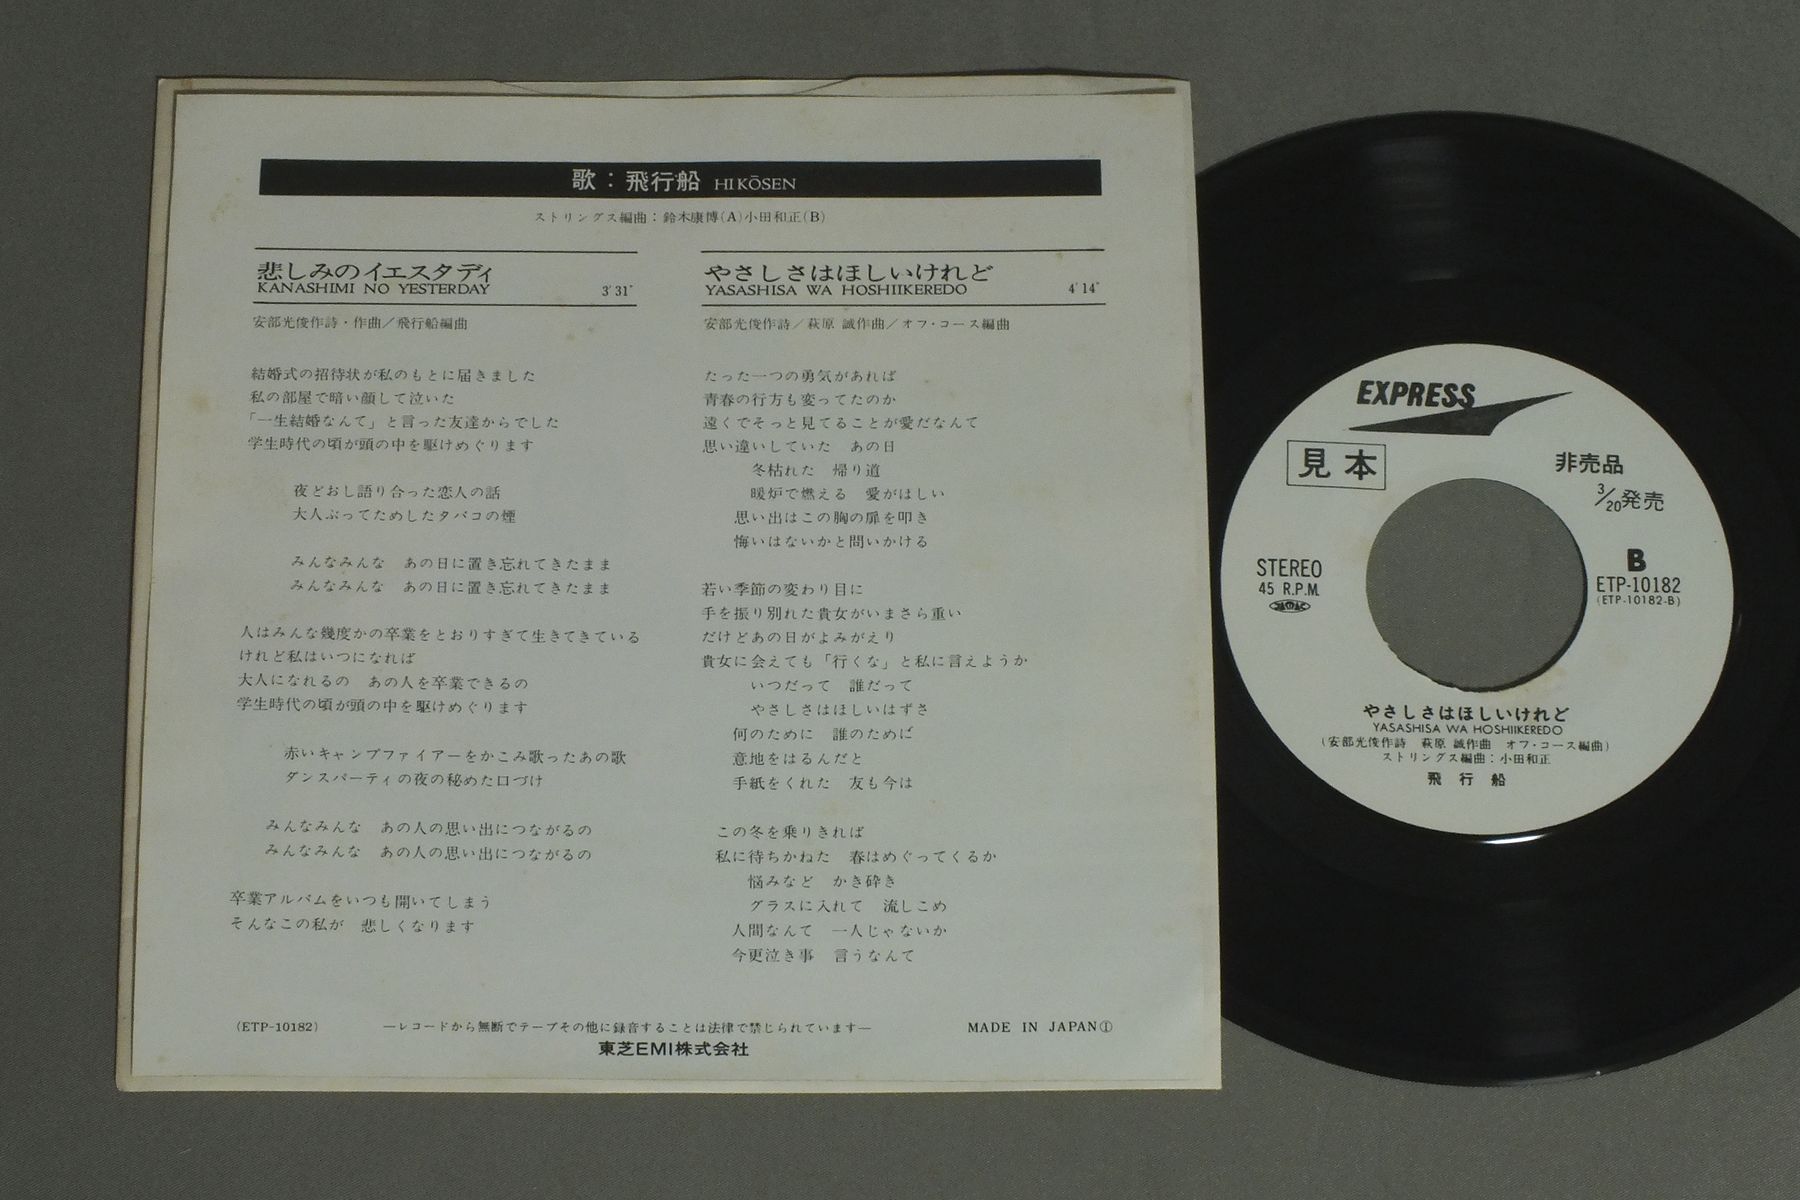 歌：飛行船 HIKŌSEN
ストリングス編曲：鈴木康博(A)小田和正(B)
悲しみのイエスタディ
KANASHIMI NO YESTERDAY 3′31″
安部光俊作詩・作曲／飛行船編曲
結婚式の招待状が私のもとに届きました
私の部屋で暗い顔して泣いた
「一生結婚なんて」と言った友達からでした
学生時代の頃が頭の中を駆けめぐります
夜どおし語り合った恋人の話
大人ぶってためしたタバコの煙
みんなみんな あの日に置き忘れてきたまま
みんなみんな あの日に置き忘れてきたまま
人はみんな幾度かの卒業をとおりすぎて生きてきている
けれど私はいつになれば
大人になれるの あの人を卒業できるの
学生時代の頃が頭の中を駆けめぐります
赤いキャンプファイアーをかこみ歌ったあの歌
ダンスパーティの夜の秘めた口づけ
みんなみんな あの人の思い出につながるの
みんなみんな あの人の思い出につながるの
卒業アルバムをいつも開いてしまう
そんなこの私が 悲しくなります
やさしさはほしいけれど
YASASHISA WA HOSHIIKEREDO 4′14″
安部光俊作詩／萩原 誠作曲／オフ・コース編曲
たった一つの勇気があれば
青春の行方も変ってたのか
遠くでそっと見てることが愛だなんて
思い違いしていた あの日
冬枯れた 帰り道
暖炉で燃える 愛がほしい
思い出はこの胸の扉を叩き
悔いはないかと問いかける
若い季節の変わり目に
手を振り別れた貴女がいまさら重い
だけどあの日がよみがえり
貴女に会えても「行くな」と私に言えようか
いつだって 誰だって
やさしさはほしいはずさ
何のために 誰のために
意地をはるんだと
手紙をくれた 友も今は
この冬を乗りきれば
私に待ちかねた 春はめぐってくるか
悩みなど かき砕き
グラスに入れて 流しこめ
人間なんて 一人じゃないか
今更泣き事 言うなんて
(ETP-10182) —レコードから無断でテープその他に録音することは法律で禁じられています— MADE IN JAPAN①
東芝EMI株式会社
EXPRESS
見本
非売品
3/20発売
STEREO
45 R.P.M.
JASRAC
B
ETP-10182
(ETP-10182-B)
やさしさはほしいけれど
YASASHISA WA HOSHIIKEREDO
(安部光俊作詩 萩原 誠作曲 オフ・コース編曲)
ストリングス編曲：小田和正
飛行船